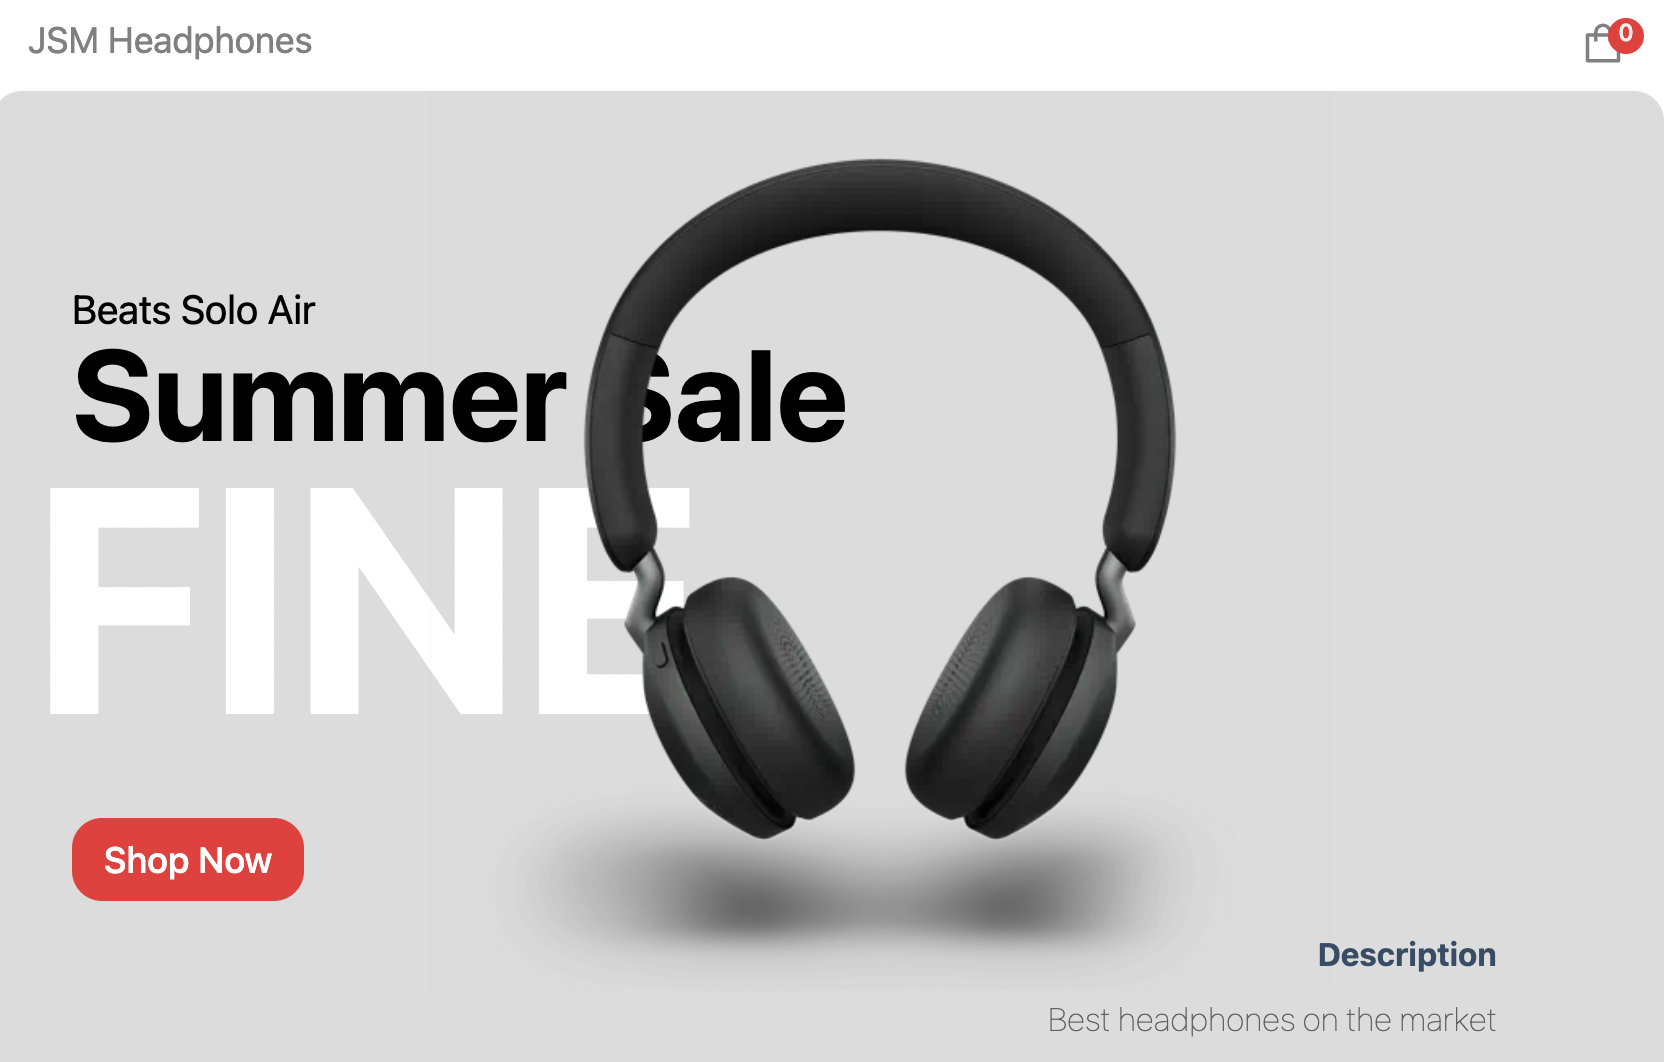 JSM Headphones
0
Beats Solo Air
Summer Sale
FINE
Shop Now
Description
Best headphones on the market